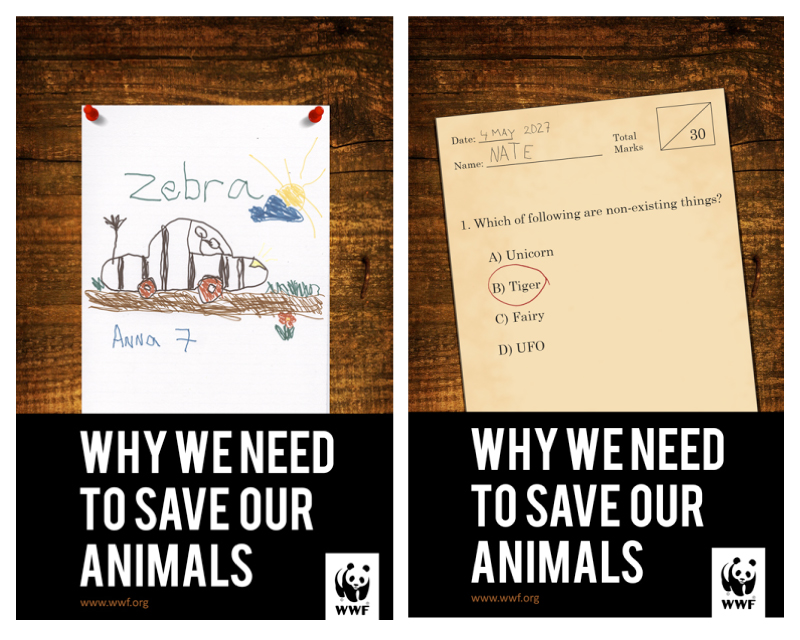 Zebra
Anna 7
WHY WE NEED
TO SAVE OUR
ANIMALS
www.wwf.org
WWF
Date: 4 MAY 2027
Name: NATE
Total
Marks
30
1. Which of following are non-existing things?
A) Unicorn
B) Tiger
C) Fairy
D) UFO
WHY WE NEED
TO SAVE OUR
ANIMALS
www.wwf.org
WWF